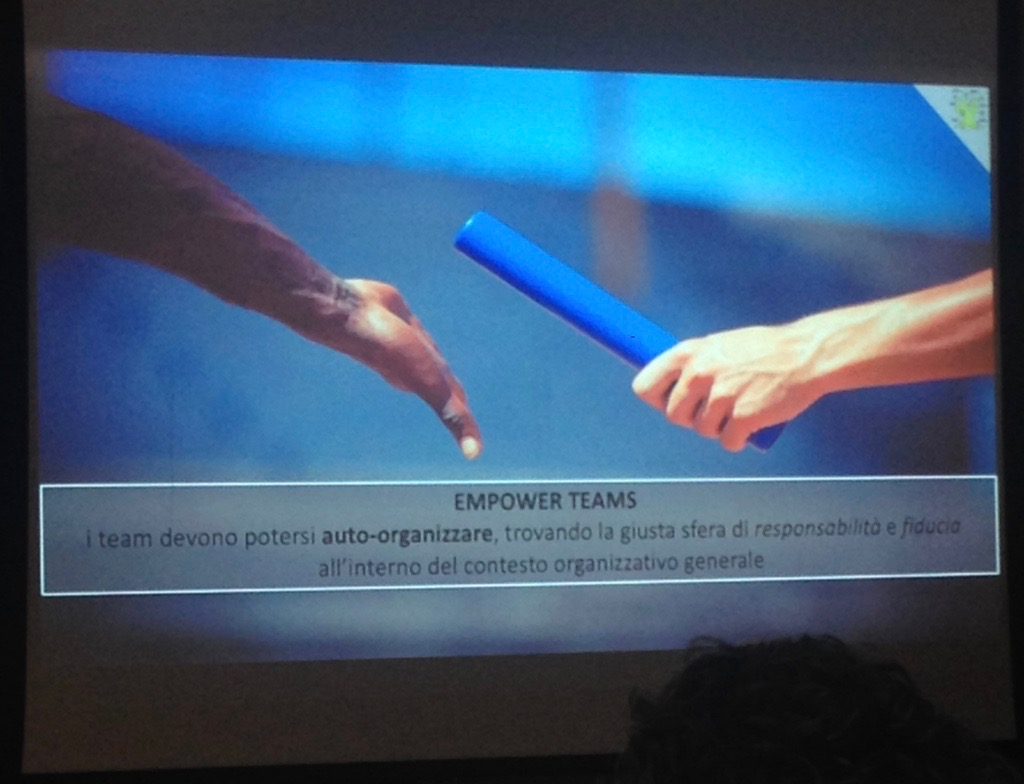 EMPOWER TEAMS
i team devono potersi auto-organizzare, trovando la giusta sfera di responsabilità e fiducia
all'interno del contesto organizzativo generale